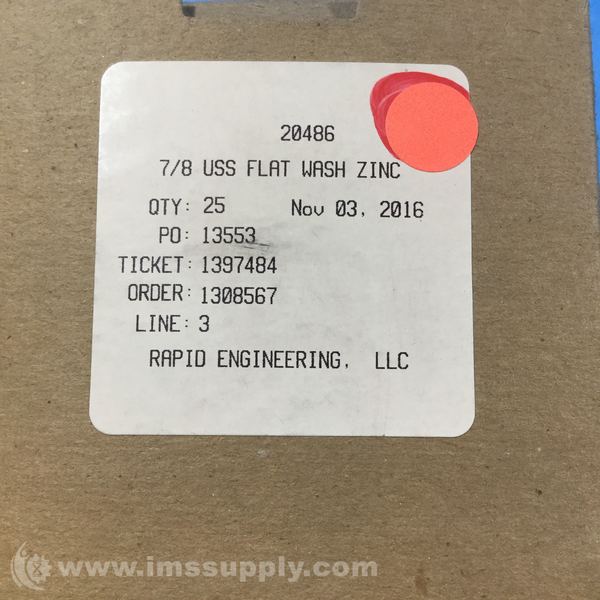 20486
7/8 USS FLAT WASH ZINC
QTY: 25 Nov 03, 2016
PO: 13553
TICKET: 1397484
ORDER: 1308567
LINE: 3
RAPID ENGINEERING, LLC
www.imssupply.com